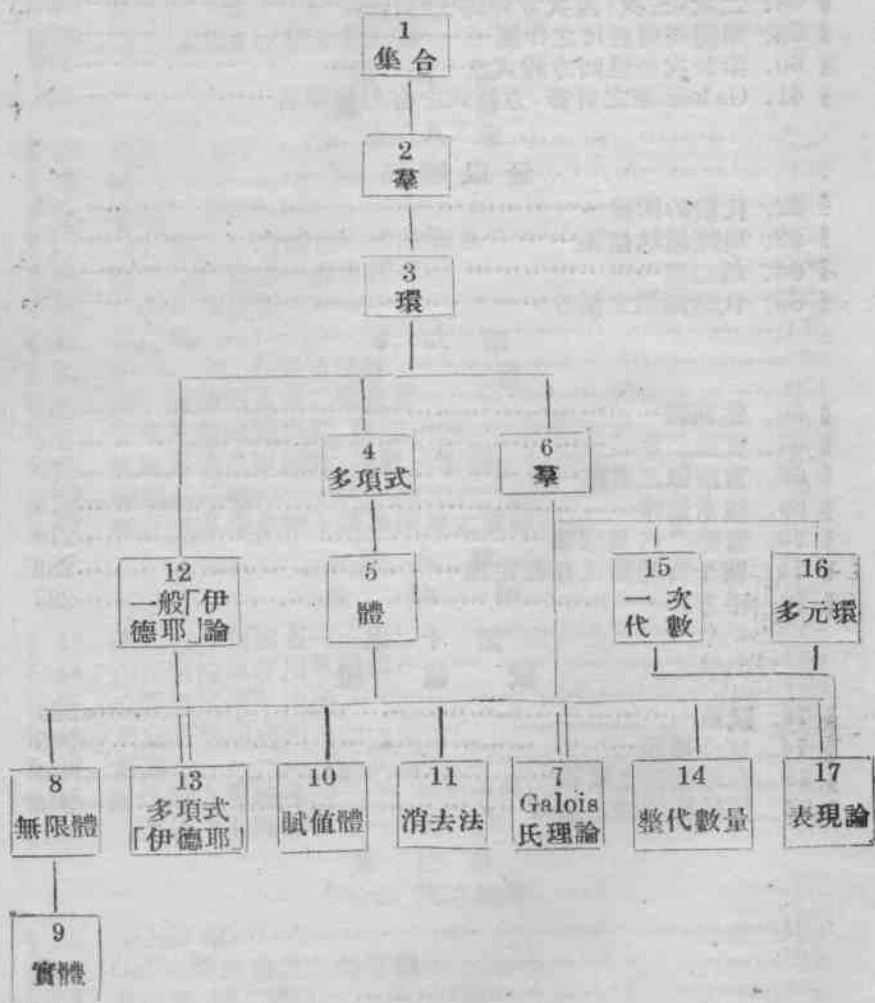 1
集合
2
羣
3
環
4
多項式
6
羣
12
一般「伊
德耶」論
5
體
15
一次
代數
16
多元環
8
無限體
13
多項式
「伊德耶」
10
賦值體
11
消去法
7
Galois
氏理論
14
整代數量
17
表現論
9
實體